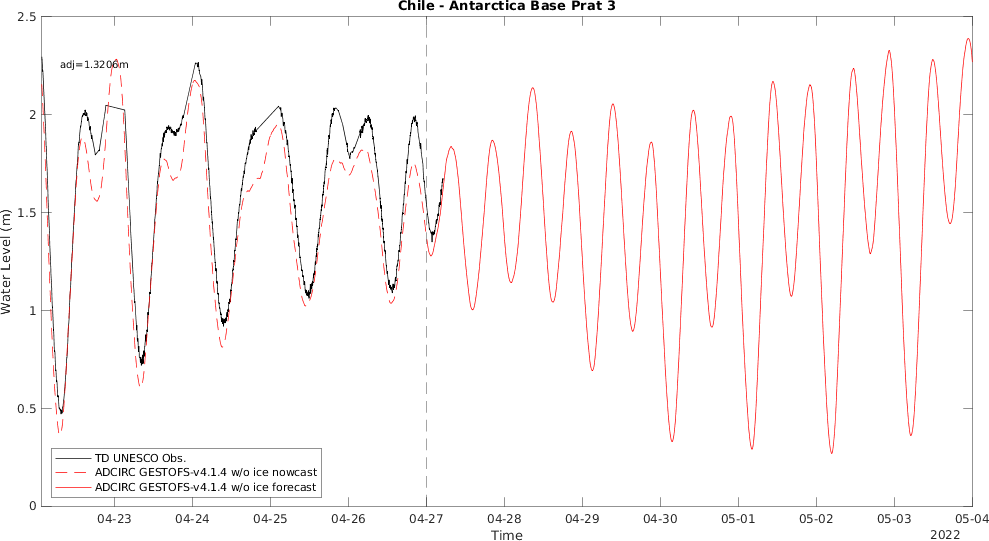 Chile - Antarctica Base Prat 3
2.5
adj=1.3206m
2
1.5
Water Level (m)
1
0.5
TD UNESCO Obs.
ADCIRC GESTOFS-v4.1.4 w/o ice nowcast
ADCIRC GESTOFS-v4.1.4 w/o ice forecast
0
04-23 04-24 04-25 04-26 04-27 04-28 04-29 04-30 05-01 05-02 05-03 05-04
Time
2022